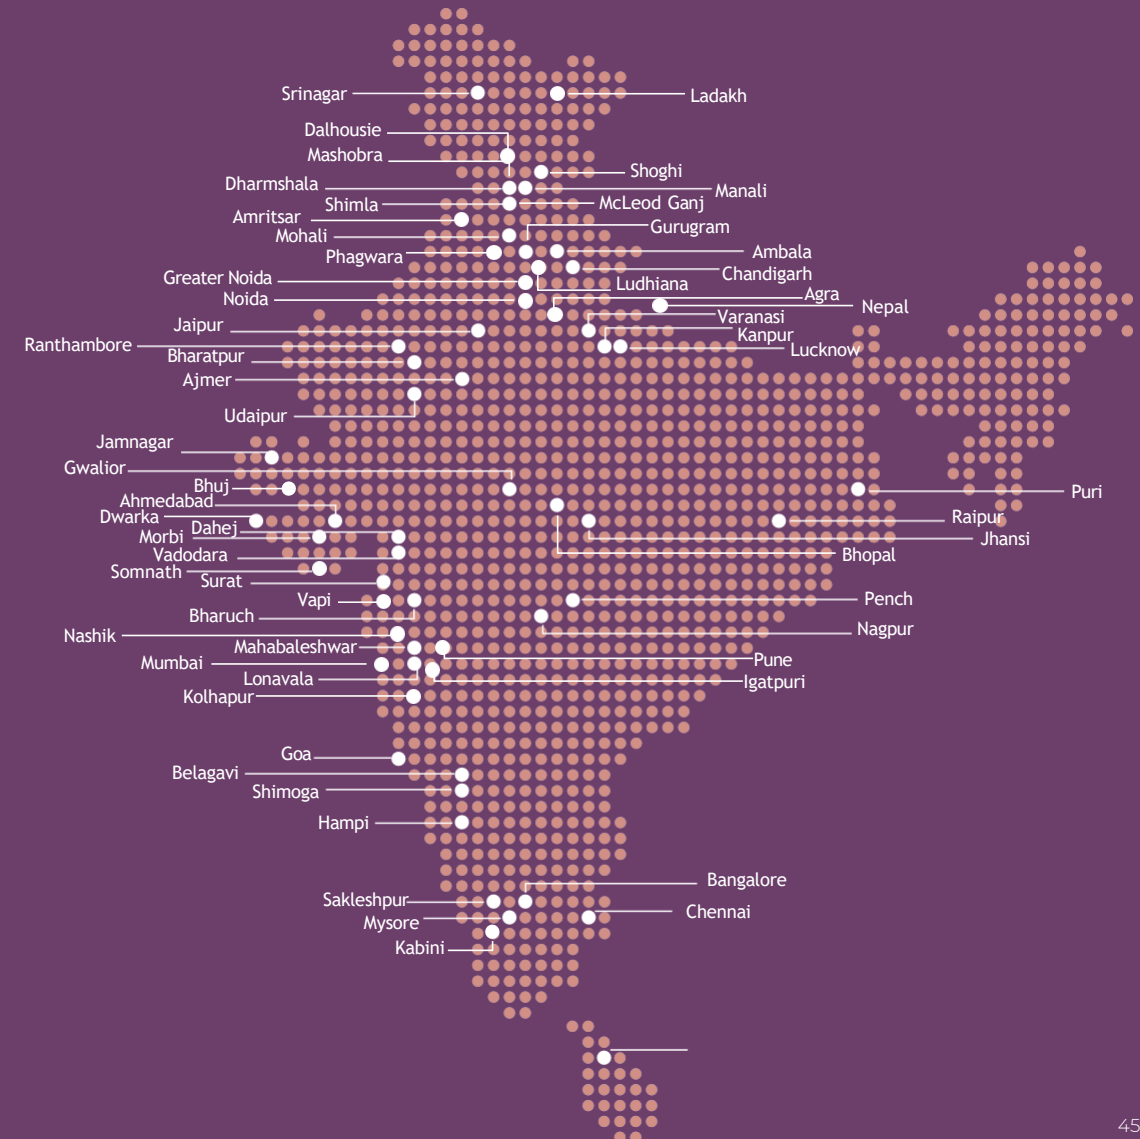 Srinagar
Ladakh
Dalhousie
Mashobra
Shoghi
Dharmshala
Manali
Shimla
McLeod Ganj
Amritsar
Gurugram
Mohali
Phagwara
Ambala
Chandigarh
Greater Noida
Ludhiana
Agra
Noida
Nepal
Varanasi
Jaipur
Kanpur
Ranthambore
Lucknow
Bharatpur
Ajmer
Udaipur
Jamnagar
Gwalior
Bhuj
Puri
Ahmedabad
Dwarka
Raipur
Dahej
Morbi
Jhansi
Vadodara
Bhopal
Somnath
Surat
Vapi
Pench
Bharuch
Nagpur
Nashik
Mahabaleshwar
Mumbai
Pune
Lonavala
Igatpuri
Kolhapur
Goa
Belagavi
Shimoga
Hampi
Bangalore
Sakleshpur
Chennai
Mysore
Kabini
45